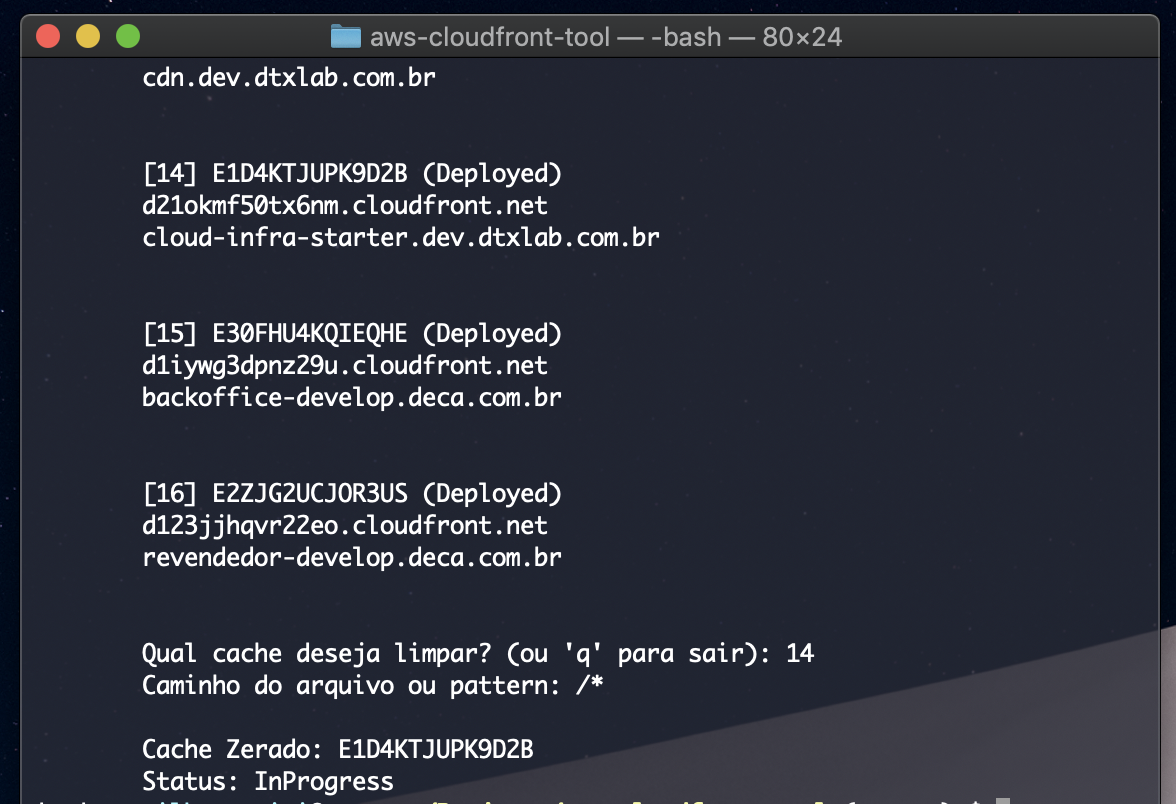 aws-cloudfront-tool — -bash — 80×24
cdn.dev.dtxlab.com.br
[14] E1D4KTJUPK9D2B (Deployed)
d21okmf50tx6nm.cloudfront.net
cloud-infra-starter.dev.dtxlab.com.br
[15] E30FHU4KQIEQHE (Deployed)
d1iywg3dpnz29u.cloudfront.net
backoffice-develop.deca.com.br
[16] E2ZJG2UCJOR3US (Deployed)
d123jjhqvr22eo.cloudfront.net
revendedor-develop.deca.com.br
Qual cache deseja limpar? (ou 'q' para sair): 14
Caminho do arquivo ou pattern: /*
Cache Zerado: E1D4KTJUPK9D2B
Status: InProgress